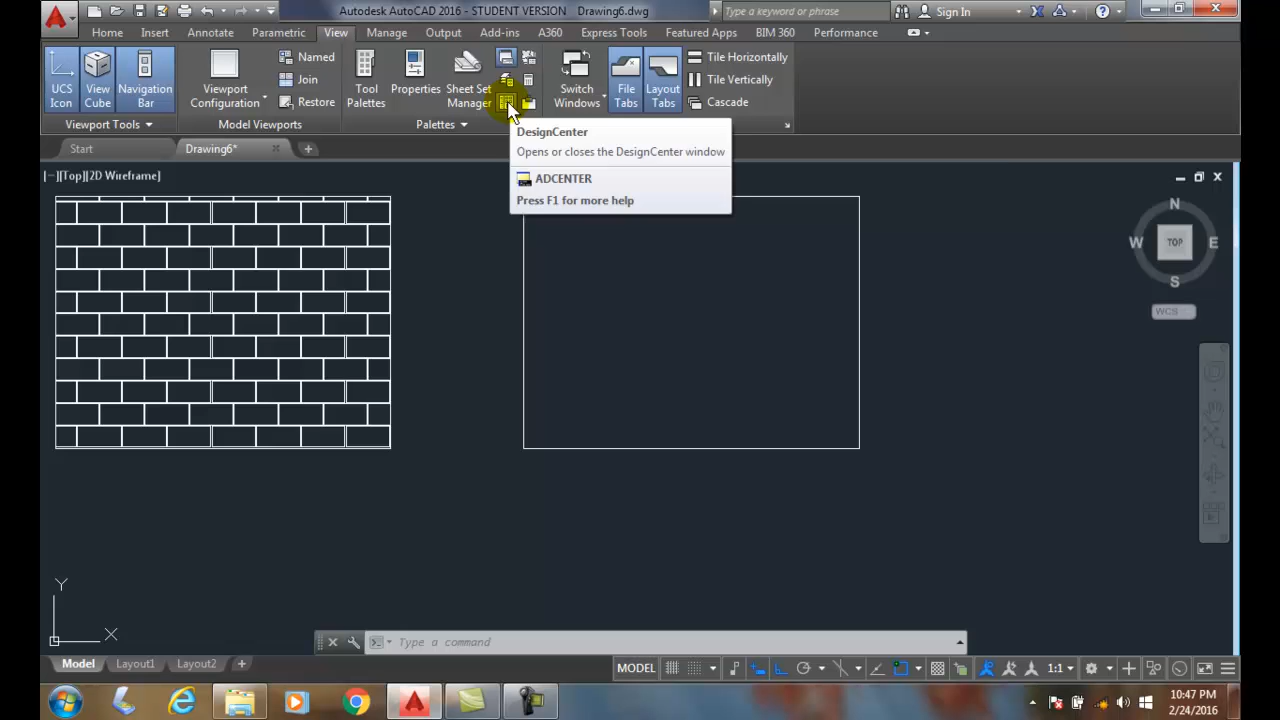 Autodesk AutoCAD 2016 - STUDENT VERSION Drawing6.dwg
Type a keyword or phrase
Sign In
Home Insert Annotate Parametric View Manage Output Add-ins A360 Express Tools Featured Apps BIM 360 Performance
UCS
Icon
View
Cube
Navigation
Bar
Viewport Tools
Viewport
Configuration
Named
Join
Restore
Model Viewports
Tool
Palettes
Properties
Sheet Set
Manager
Palettes
Switch
Windows
File
Tabs
Layout
Tabs
Tile Horizontally
Tile Vertically
Cascade
Start
Drawing6*
DesignCenter
Opens or closes the DesignCenter window
ADCENTER
Press F1 for more help
[−][Top][2D Wireframe]
N
W TOP E
S
WCS
Y
X
Type a command
Model Layout1 Layout2
MODEL
1:1
10:47 PM
2/24/2016